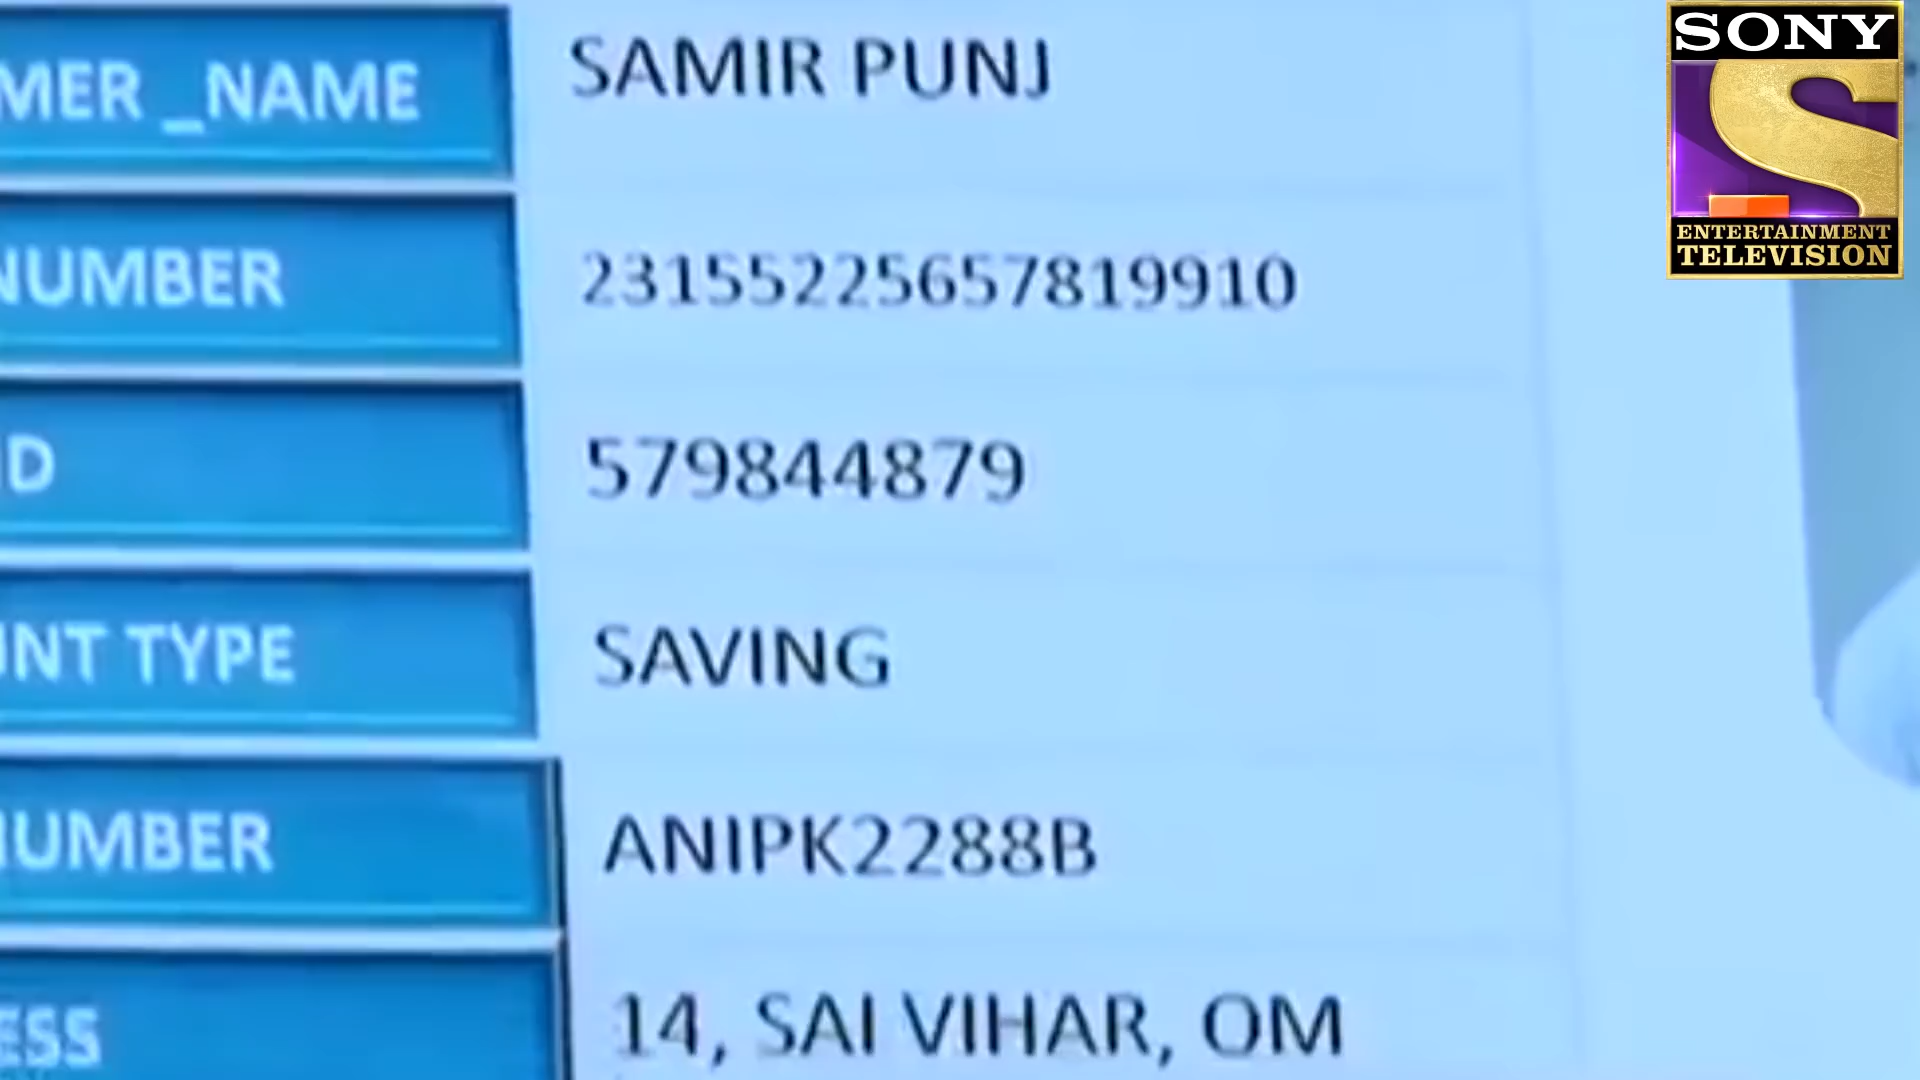 MER _NAME SAMIR PUNJ
NUMBER 23155225657819910
D 579844879
UNT TYPE SAVING
NUMBER ANIPK2288B
ESS 14, SAI VIHAR, OM
SONY
ENTERTAINMENT
TELEVISION